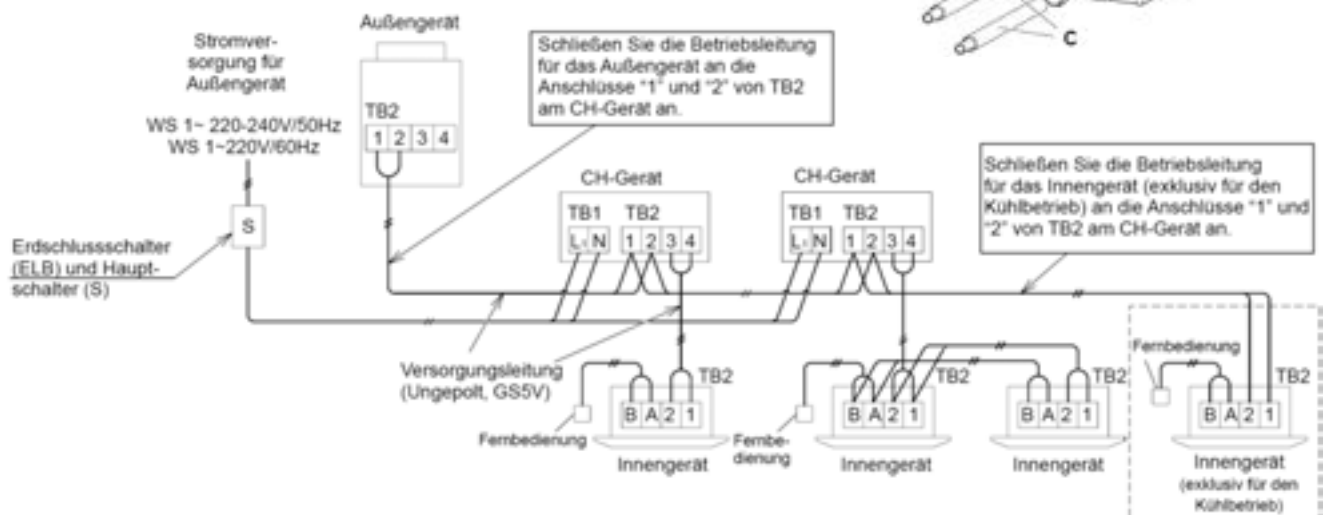 C
Außengerät
Stromver-
sorgung für
Außengerät
WS 1~ 220-240V/50Hz
WS 1~220V/60Hz
TB2
1 2 3 4
Schließen Sie die Betriebsleitung
für das Außengerät an die
Anschlüsse "1" und "2" von TB2
am CH-Gerät an.
Schließen Sie die Betriebsleitung
für das Innengerät (exklusiv für den
Kühlbetrieb) an die Anschlüsse "1" und
"2" von TB2 am CH-Gerät an.
CH-Gerät
TB1 TB2
L N 1 2 3 4
CH-Gerät
TB1 TB2
L N 1 2 3 4
S
Erdschlussschalter
(ELB) und Haupt-
schalter (S)
Versorgungsleitung
(Ungepolt, GS5V)
TB2
B A 2 1
Fernbedienung
Innengerät
TB2
B A 2 1
Fernbe-
dienung
Innengerät
TB2
B A 2 1
Innengerät
Fernbedienung
TB2
B A 2 1
Innengerät
(exklusiv für den
Kühlbetrieb)